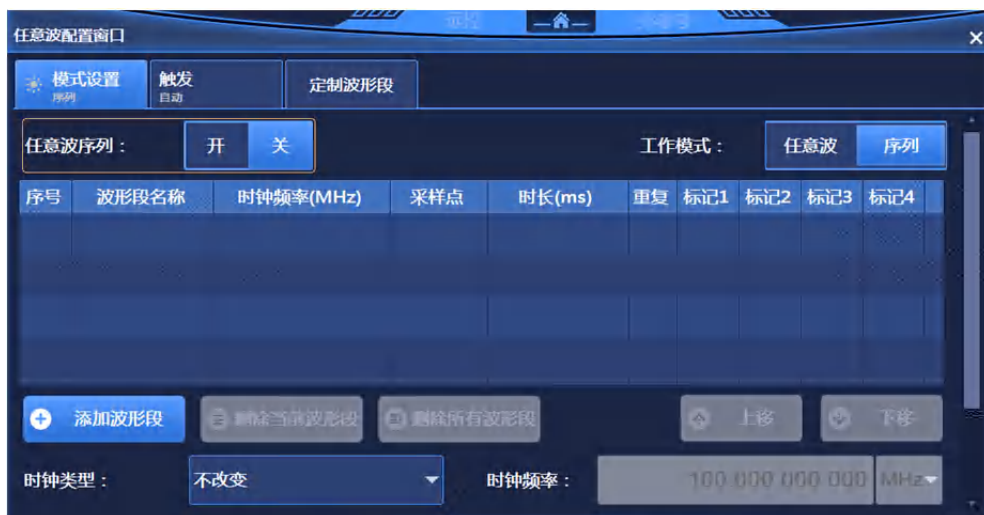 任意波配置窗口
模式设置 触发 定制波形段
序列 自动
任意波序列： 开 关 工作模式： 任意波 序列
序号 波形段名称 时钟频率(MHz) 采样点 时长(ms) 重复 标记1 标记2 标记3 标记4
添加波形段 删除当前波形段 删除所有波形段 上移 下移
时钟类型： 不改变 时钟频率： 100 000 000 000 MHz